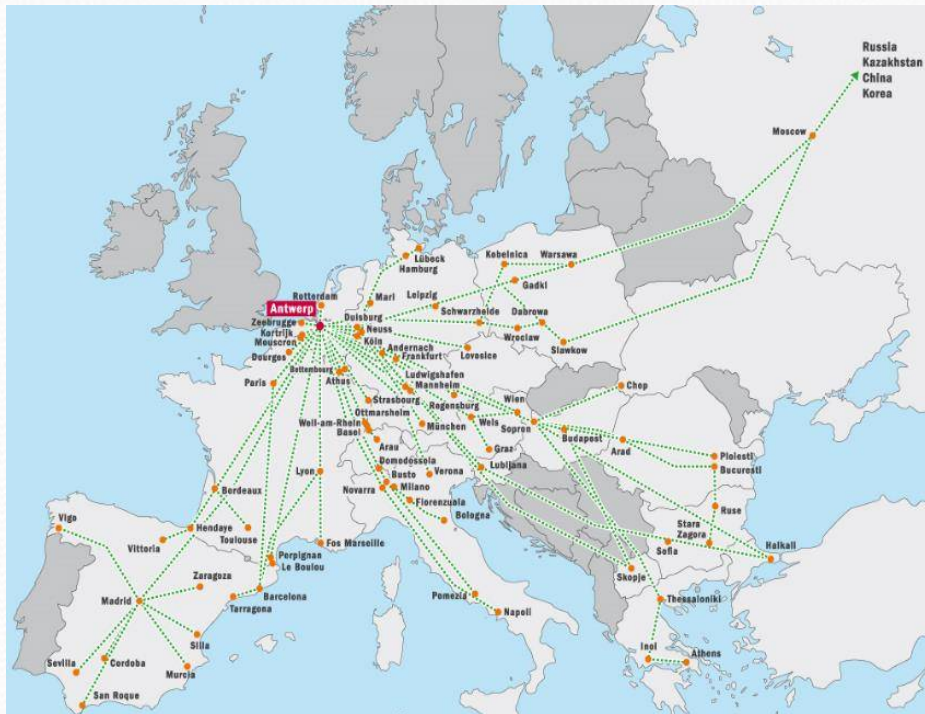 Russia
Kazakhstan
China
Korea
Moscow
Lübeck
Hamburg
Kobelnica
Warsawa
Gadki
Rotterdam
Marl
Leipzig
Antwerp
Schwarzheide
Dabrowa
Zeebrugge
Duisburg
Neuss
Kortrijk
Köln
Wroclaw
Mouscron
Slawkow
Dourges
Andernach
Lovosice
Frankfurt
Bettembourg
Athus
Ludwigshafen
Paris
Mannheim
Wien
Chop
Strasbourg
Regensburg
Ottmarsheim
Sopron
Weil-am-Rhein
München
Wels
Basel
Budapest
Arau
Graz
Arad
Ploiesti
Domodossola
Lubljana
Bucuresti
Lyon
Busto
Verona
Novarra
Milano
Bordeaux
Fiorenzuola
Ruse
Vigo
Bologna
Hendaye
Stara
Zagora
Toulouse
Vittoria
Fos Marseille
Sofia
Halkali
Perpignan
Le Boulou
Zaragoza
Skopje
Madrid
Barcelona
Pomezia
Thessaloniki
Tarragona
Napoli
Silla
Inoi
Athens
Sevilla
Cordoba
Murcia
San Roque